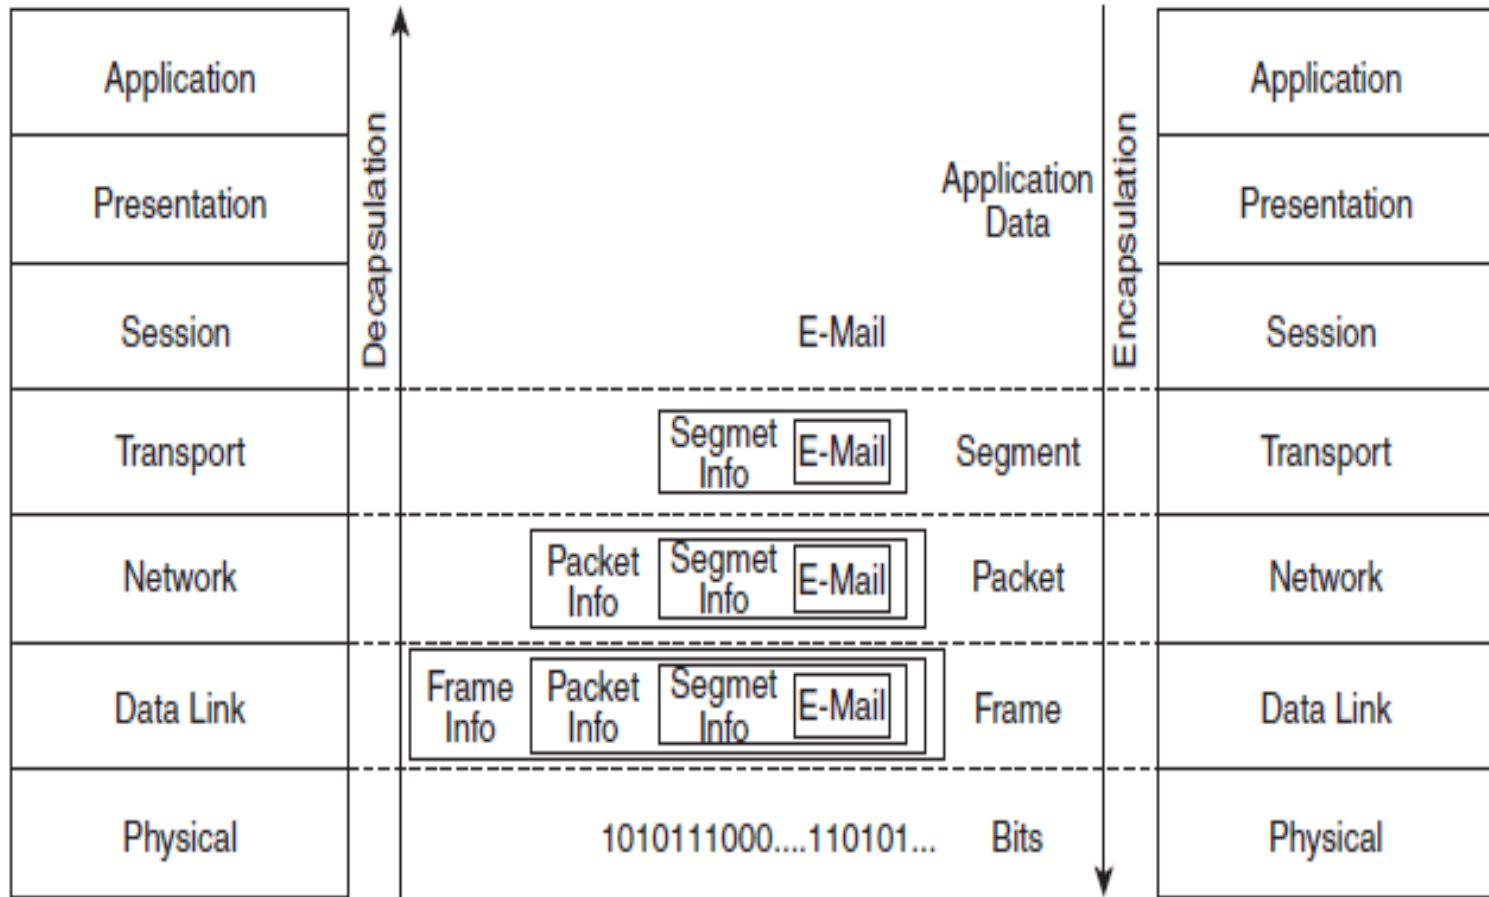 Application
Presentation
Session
Transport
Network
Data Link
Physical
Decapsulation
Application
Data
E-Mail
Segmet
Info
E-Mail
Segment
Packet
Info
Segmet
Info
E-Mail
Packet
Frame
Info
Packet
Info
Segmet
Info
E-Mail
Frame
1010111000....110101...
Bits
Encapsulation
Application
Presentation
Session
Transport
Network
Data Link
Physical